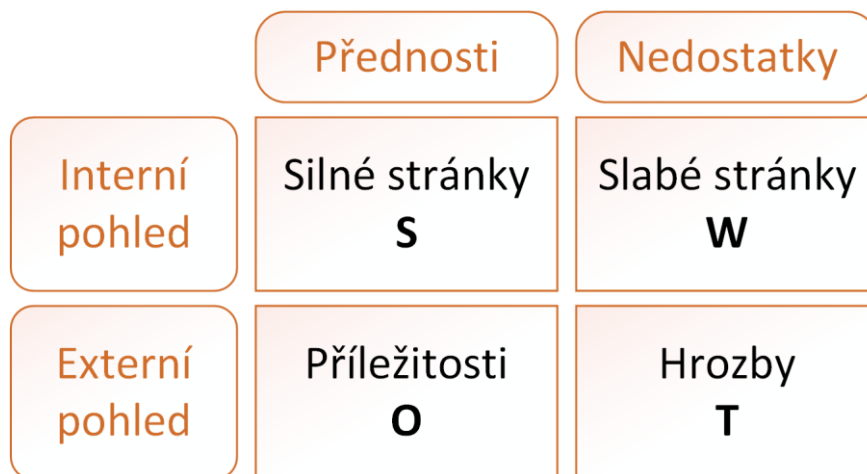 Přednosti
Nedostatky
Interní
pohled
Silné stránky
S
Slabé stránky
W
Externí
pohled
Příležitosti
O
Hrozby
T